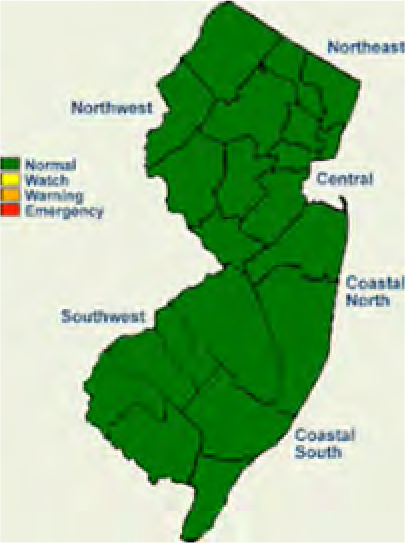 Northeast
Northwest
Normal
Watch
Warning
Emergency
Central
Coastal
North
Southwest
Coastal
South